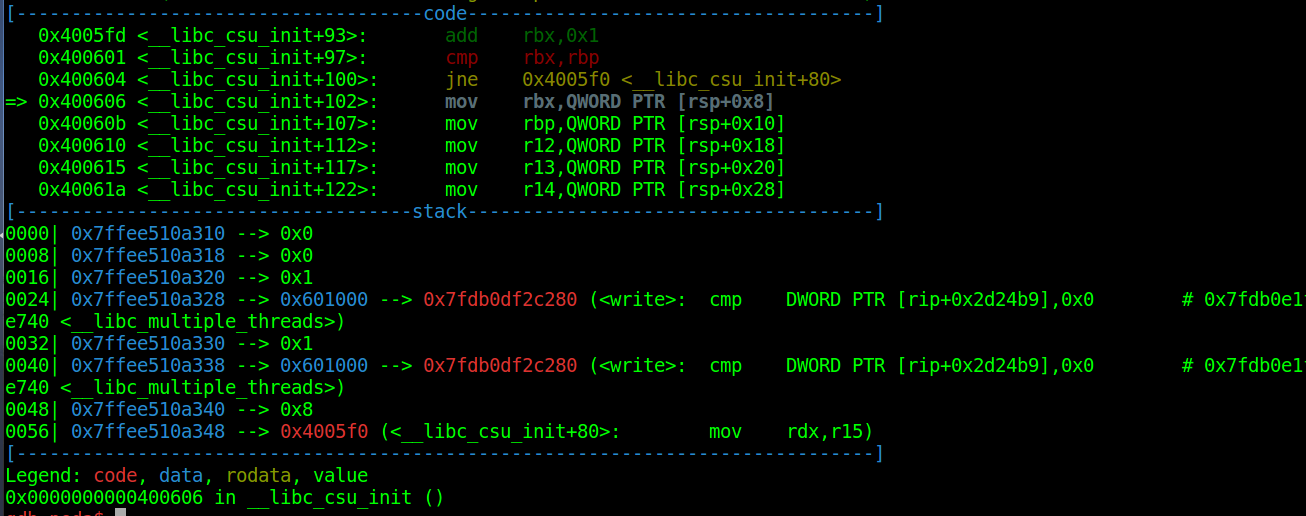 [-------------------------------------code-------------------------------------]
   0x4005fd <__libc_csu_init+93>:	add    rbx,0x1
   0x400601 <__libc_csu_init+97>:	cmp    rbx,rbp
   0x400604 <__libc_csu_init+100>:	jne    0x4005f0 <__libc_csu_init+80>
=> 0x400606 <__libc_csu_init+102>:	mov    rbx,QWORD PTR [rsp+0x8]
   0x40060b <__libc_csu_init+107>:	mov    rbp,QWORD PTR [rsp+0x10]
   0x400610 <__libc_csu_init+112>:	mov    r12,QWORD PTR [rsp+0x18]
   0x400615 <__libc_csu_init+117>:	mov    r13,QWORD PTR [rsp+0x20]
   0x40061a <__libc_csu_init+122>:	mov    r14,QWORD PTR [rsp+0x28]
[------------------------------------stack-------------------------------------]
0000| 0x7ffee510a310 --> 0x0
0008| 0x7ffee510a318 --> 0x0
0016| 0x7ffee510a320 --> 0x1
0024| 0x7ffee510a328 --> 0x601000 --> 0x7fdb0df2c280 (<write>:	cmp    DWORD PTR [rip+0x2d24b9],0x0        # 0x7fdb0e1
e740 <__libc_multiple_threads>)
0032| 0x7ffee510a330 --> 0x1
0040| 0x7ffee510a338 --> 0x601000 --> 0x7fdb0df2c280 (<write>:	cmp    DWORD PTR [rip+0x2d24b9],0x0        # 0x7fdb0e1
e740 <__libc_multiple_threads>)
0048| 0x7ffee510a340 --> 0x8
0056| 0x7ffee510a348 --> 0x4005f0 (<__libc_csu_init+80>:	mov    rdx,r15)
[------------------------------------------------------------------------------]
Legend: code, data, rodata, value
0x0000000000400606 in __libc_csu_init ()